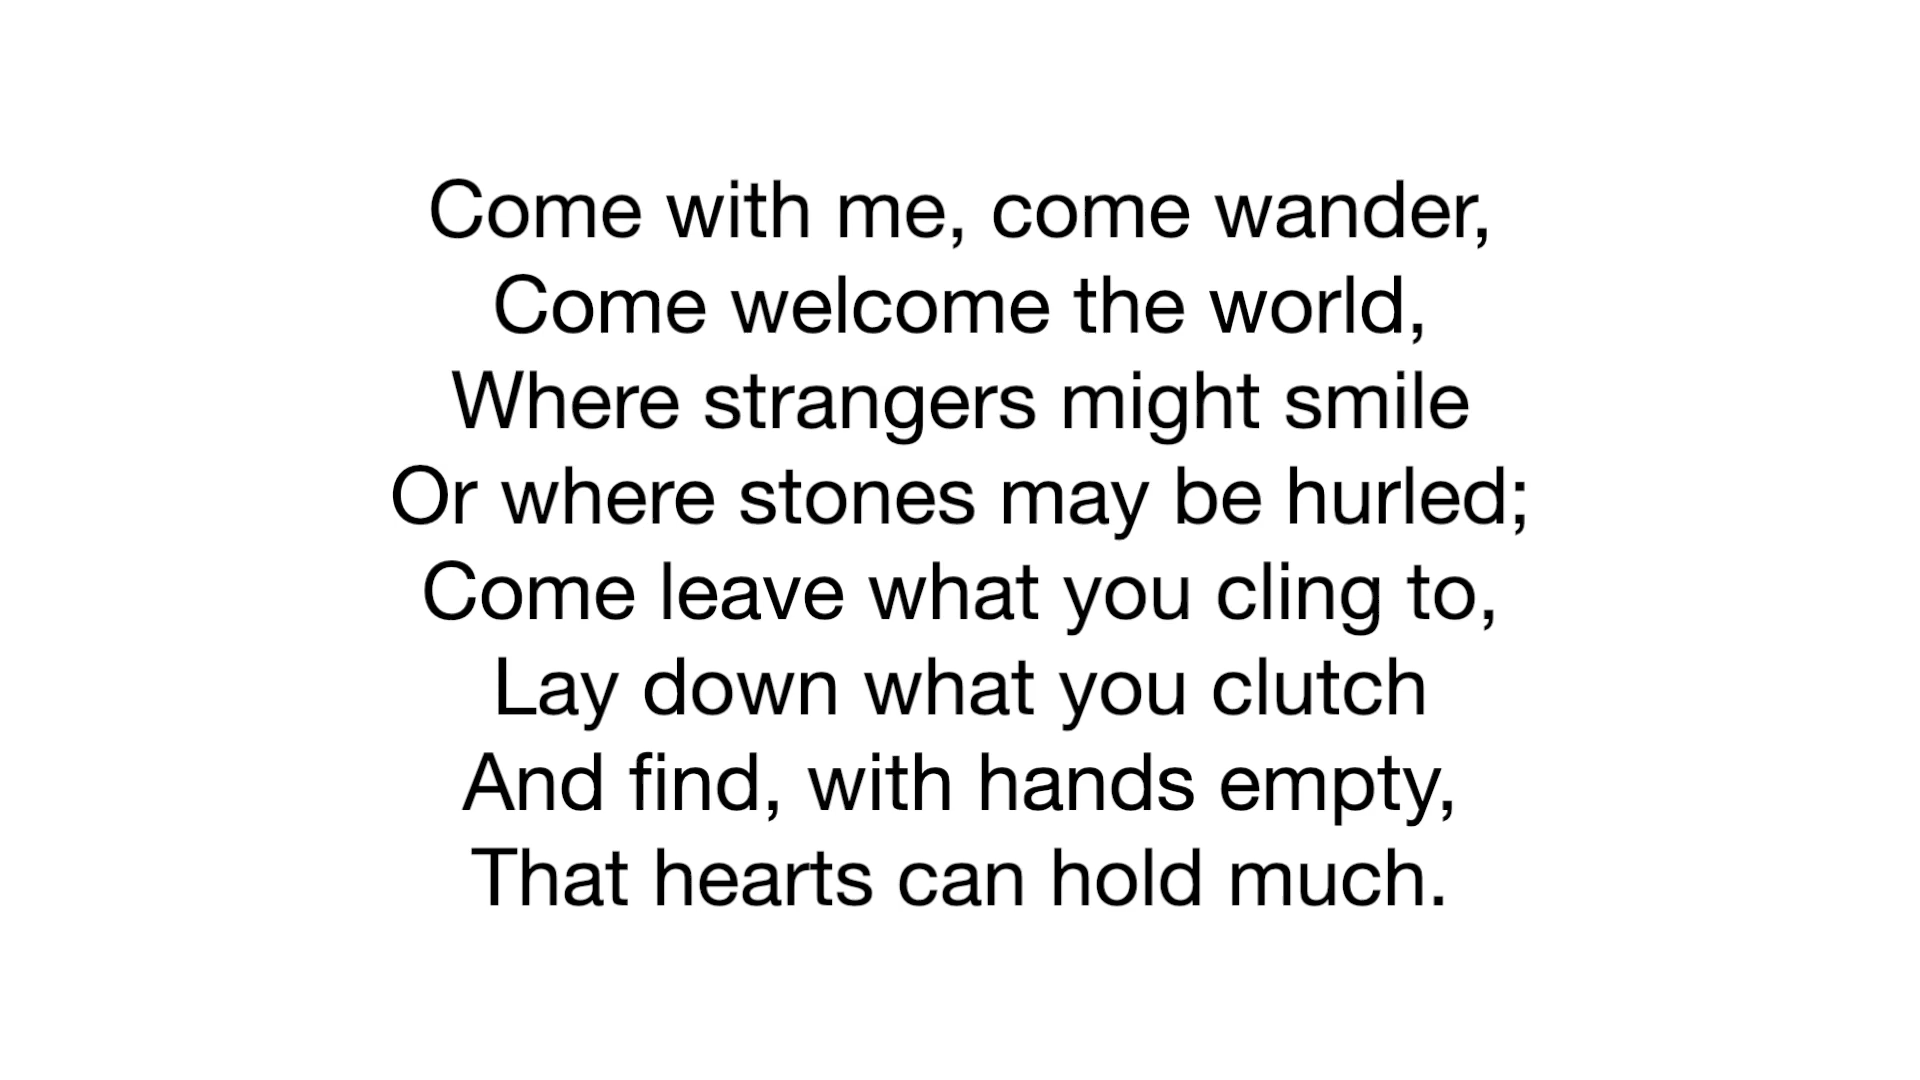 Come with me, come wander,
Come welcome the world,
Where strangers might smile
Or where stones may be hurled;
Come leave what you cling to,
Lay down what you clutch
And find, with hands empty,
That hearts can hold much.